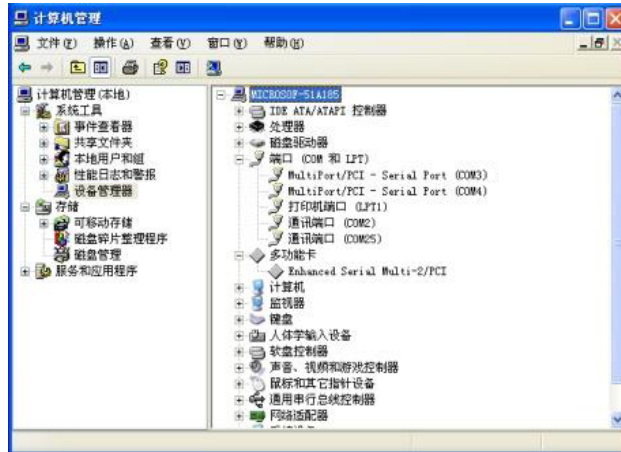 计算机管理
文件(F) 操作(A) 查看(V) 窗口(W) 帮助(H)
计算机管理(本地)
系统工具
事件查看器
共享文件夹
本地用户和组
性能日志和警报
设备管理器
存储
可移动存储
磁盘碎片整理程序
磁盘管理
服务和应用程序
MICROSOF-51A185
IDE ATA/ATAPI 控制器
处理器
磁盘驱动器
端口 (COM 和 LPT)
MultiPort/PCI - Serial Port (COM3)
MultiPort/PCI - Serial Port (COM4)
打印机端口 (LPT1)
通讯端口 (COM2)
通讯端口 (COM25)
多功能卡
Enhanced Serial Multi-2/PCI
计算机
监视器
键盘
人体学输入设备
软盘控制器
声音、视频和游戏控制器
鼠标和其它指针设备
通用串行总线控制器
网络适配器